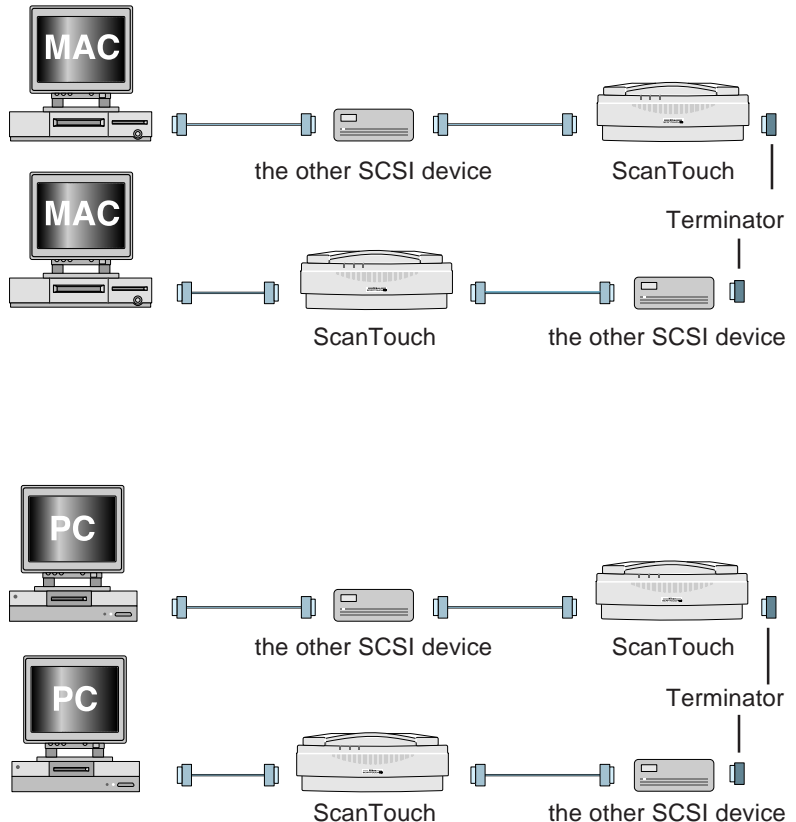 MAC
the other SCSI device ScanTouch
Terminator
MAC
ScanTouch the other SCSI device
PC
the other SCSI device ScanTouch
Terminator
PC
ScanTouch the other SCSI device